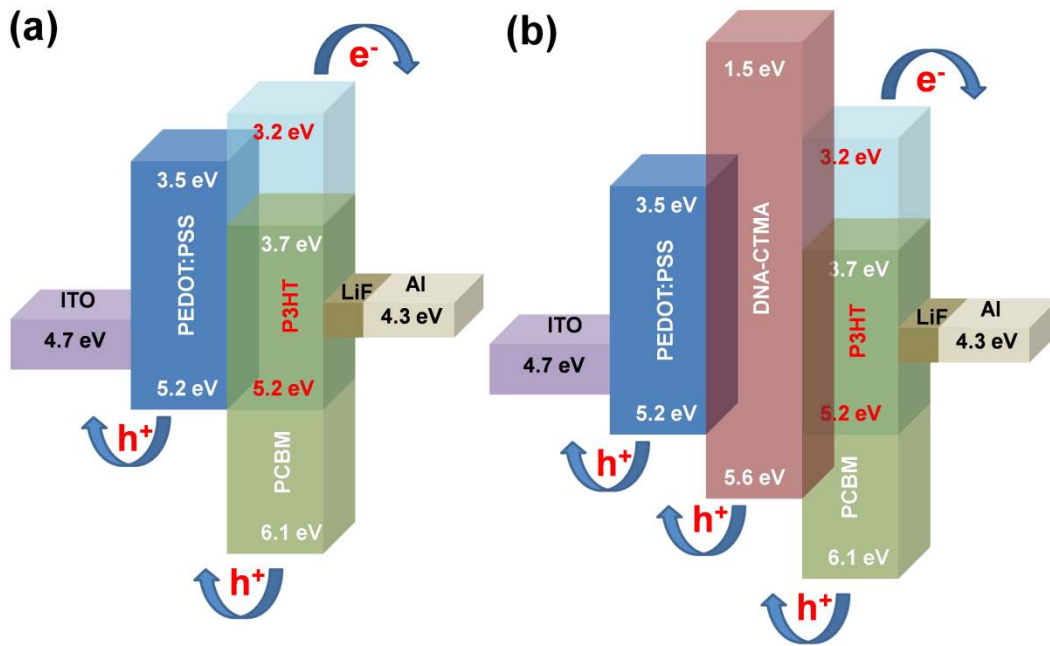 (a)
e-
3.2 eV
3.5 eV
PEDOT:PSS
3.7 eV
P3HT
ITO
4.7 eV
LiF
Al
4.3 eV
5.2 eV
5.2 eV
h+
PCBM
6.1 eV
h+
(b)
1.5 eV
e-
3.2 eV
3.5 eV
PEDOT:PSS
DNA-CTMA
3.7 eV
P3HT
ITO
4.7 eV
LiF
Al
4.3 eV
5.2 eV
5.2 eV
h+
5.6 eV
PCBM
h+
6.1 eV
h+